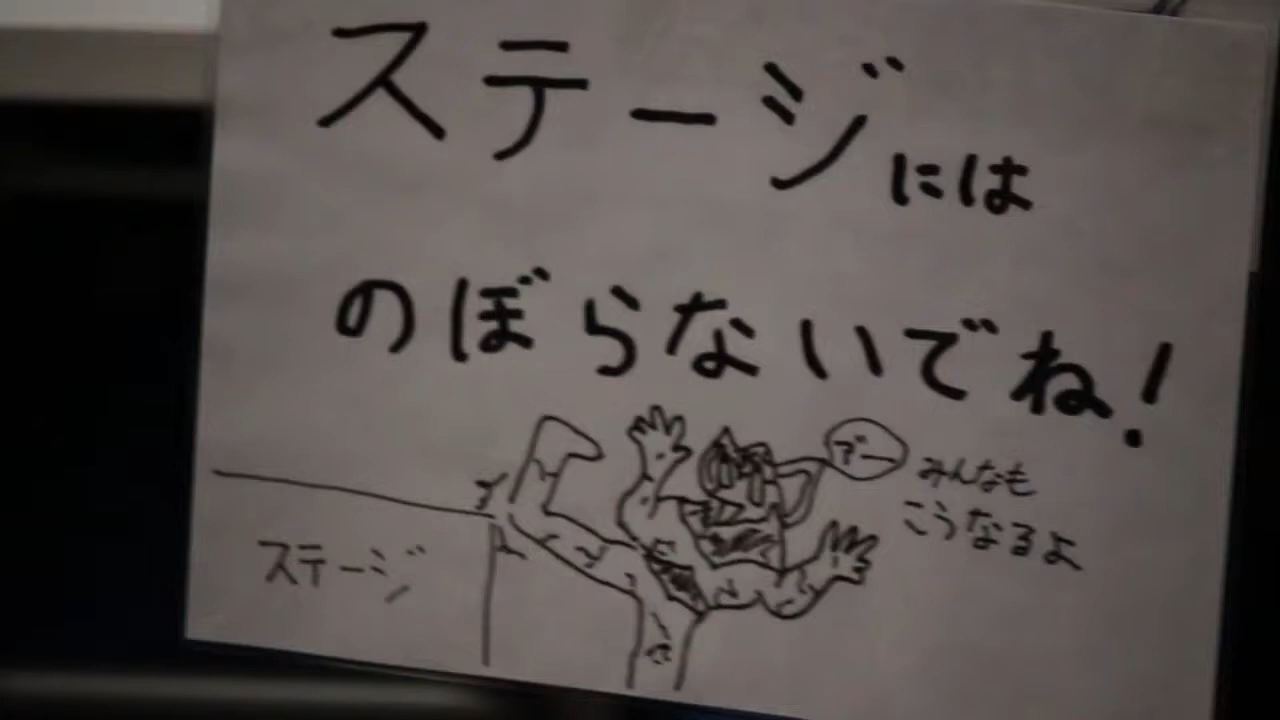 ステージには
のぼらないでね!
アー
みんなも
こうなるよ
ステージ